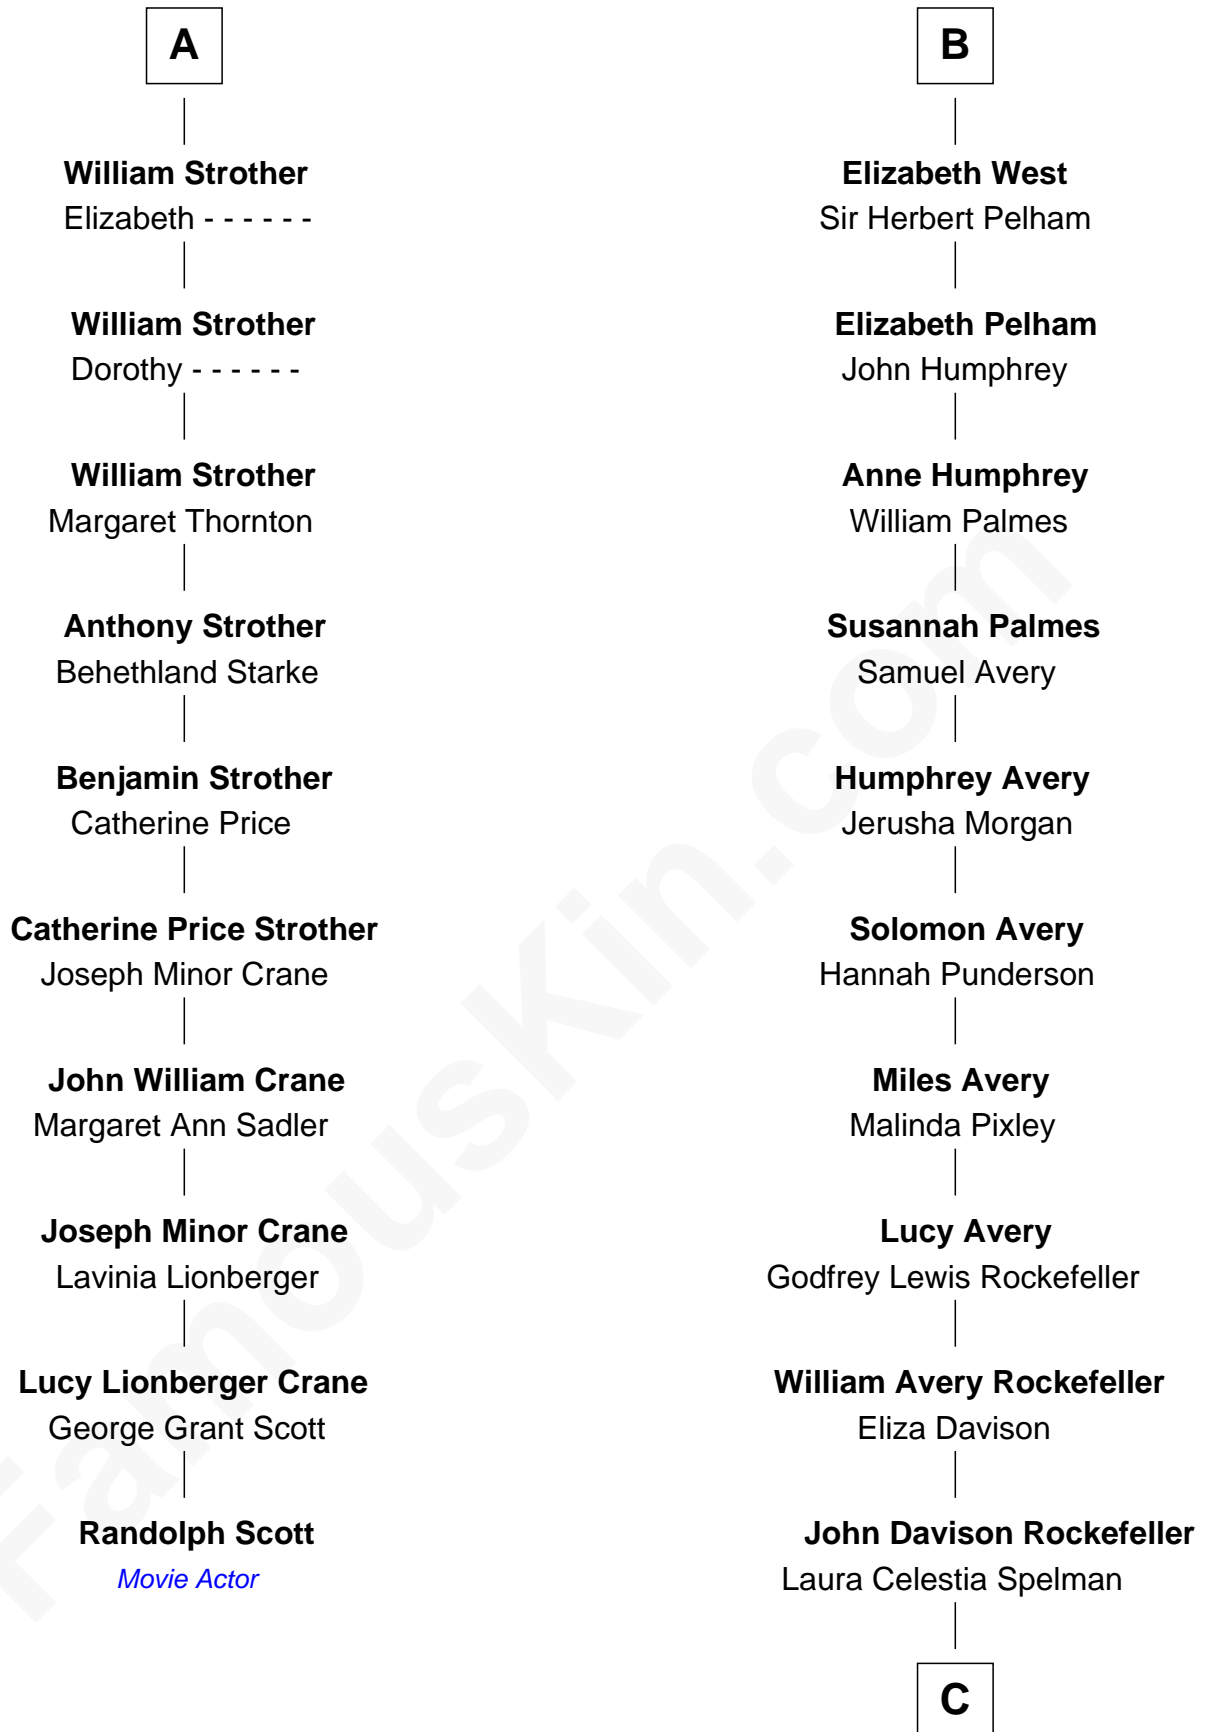 A
William Strother
Elizabeth - - - - - -
William Strother
Dorothy - - - - - -
William Strother
Margaret Thornton
Anthony Strother
Behethland Starke
Benjamin Strother
Catherine Price
Catherine Price Strother
Joseph Minor Crane
John William Crane
Margaret Ann Sadler
Joseph Minor Crane
Lavinia Lionberger
Lucy Lionberger Crane
George Grant Scott
Randolph Scott
Movie Actor
B
Elizabeth West
Sir Herbert Pelham
Elizabeth Pelham
John Humphrey
Anne Humphrey
William Palmes
Susannah Palmes
Samuel Avery
Humphrey Avery
Jerusha Morgan
Solomon Avery
Hannah Punderson
Miles Avery
Malinda Pixley
Lucy Avery
Godfrey Lewis Rockefeller
William Avery Rockefeller
Eliza Davison
John Davison Rockefeller
Laura Celestia Spelman
C
FamousKin.com